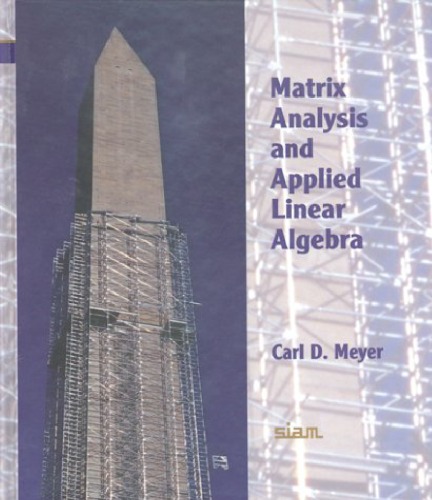 Matrix
Analysis
and
Applied
Linear
Algebra
Carl D. Meyer
siam